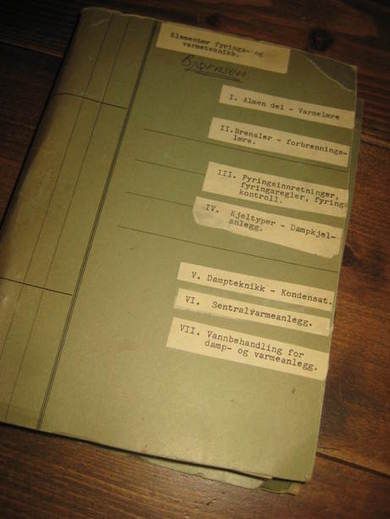 Elementær fyrings- og
varmeteknikk.
I. Almen del - Varmelære
II. Brensler - forbrennings-
lære.
III. Fyringsinnretninger,
fyringsregler, fyring
kontroll.
IV. Kjeltyper - Dampkjel-
anlegg.
V. Dampteknikk - Kondensat.
VI. Sentralvarmeanlegg.
VII. Vannbehandling for
damp- og varmeanlegg.